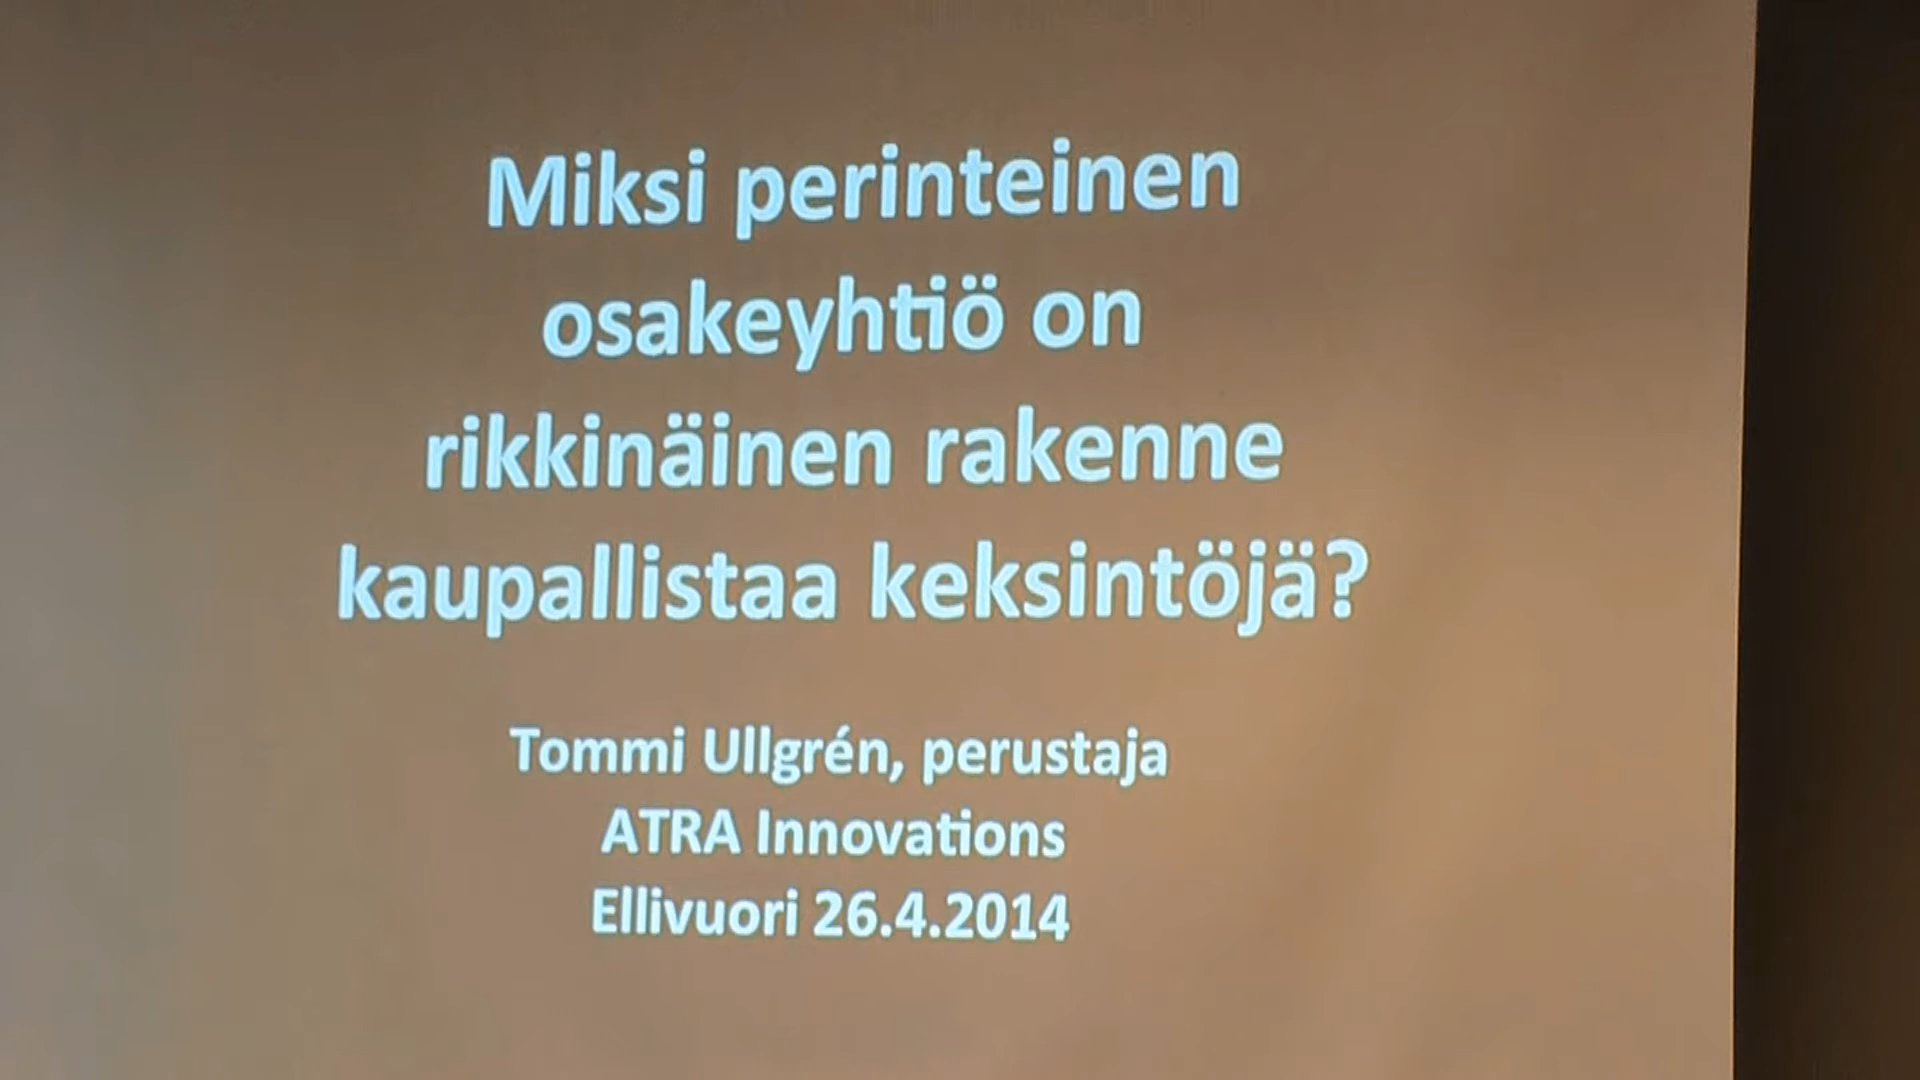 Miksi perinteinen
osakeyhtiö on
rikkinäinen rakenne
kaupallistaa keksintöjä?
Tommi Ullgrén, perustaja
ATRA Innovations
Ellivuori 26.4.2014